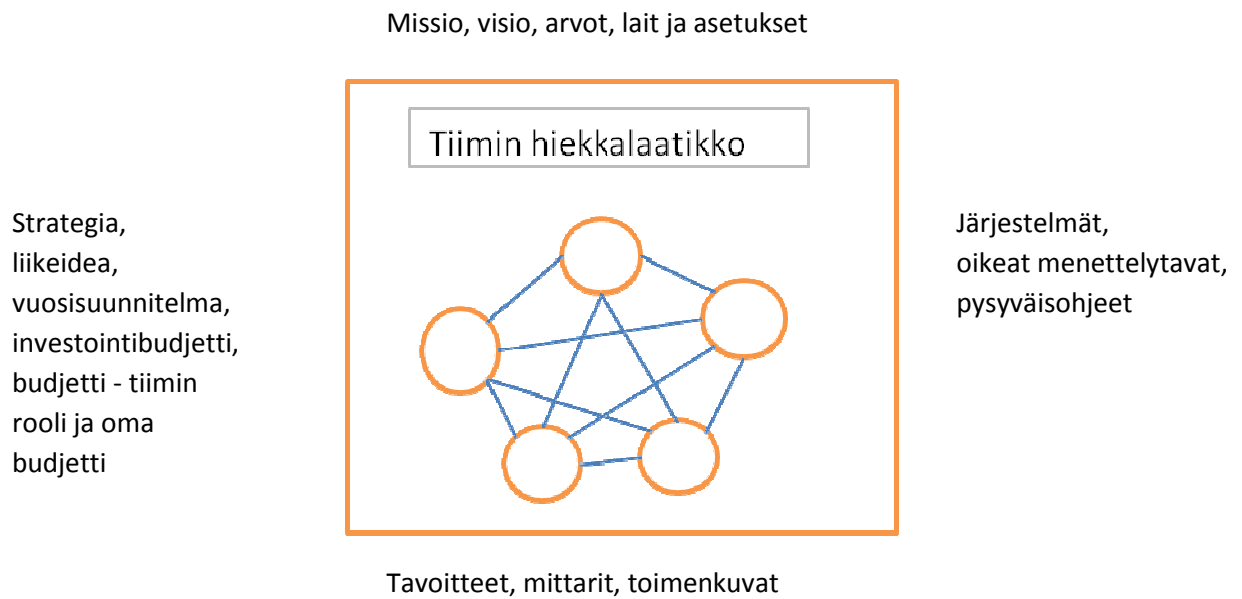 Missio, visio, arvot, lait ja asetukset
Tiimin hiekkalaatikko
Strategia,
liikeidea,
vuosisuunnitelma,
investointibudjetti,
budjetti - tiimin
rooli ja oma
budjetti
Järjestelmät,
oikeat menettelytavat,
pysyväisohjeet
Tavoitteet, mittarit, toimenkuvat